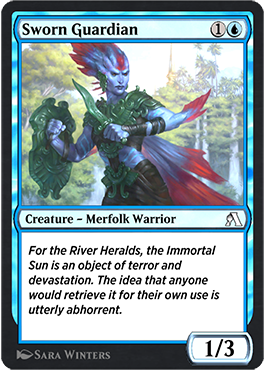 Sworn Guardian 1
Creature – Merfolk Warrior
For the River Heralds, the Immortal
Sun is an object of terror and
devastation. The idea that anyone
would retrieve it for their own use is
utterly abhorrent.
1/3
Sara Winters